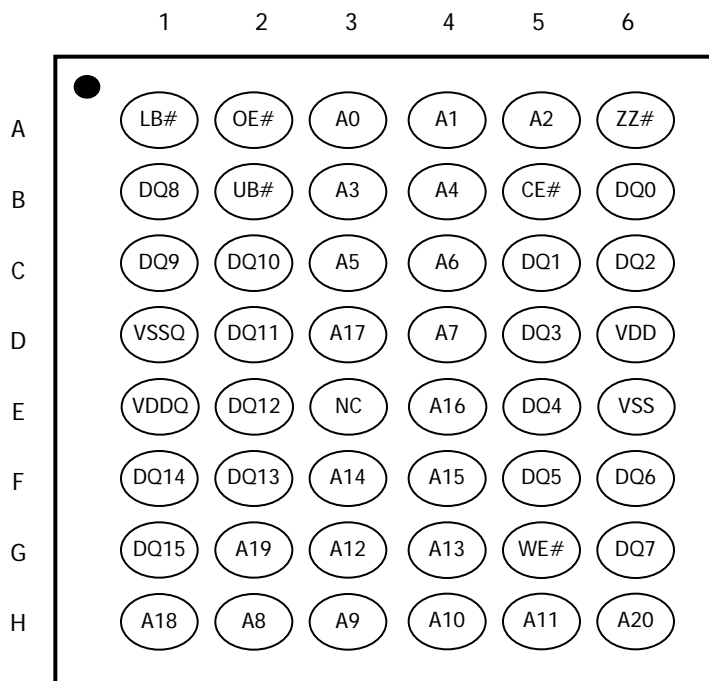 1 2 3 4 5 6
A LB# OE# A0 A1 A2 ZZ#
B DQ8 UB# A3 A4 CE# DQ0
C DQ9 DQ10 A5 A6 DQ1 DQ2
D VSSQ DQ11 A17 A7 DQ3 VDD
E VDDQ DQ12 NC A16 DQ4 VSS
F DQ14 DQ13 A14 A15 DQ5 DQ6
G DQ15 A19 A12 A13 WE# DQ7
H A18 A8 A9 A10 A11 A20